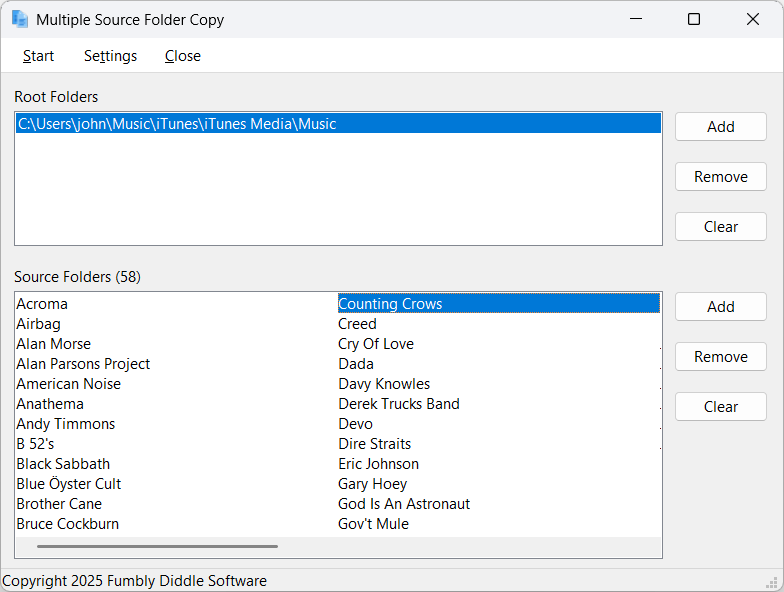 Multiple Source Folder Copy
Start Settings Close
Root Folders
C:\Users\john\Music\iTunes\iTunes Media\Music
Add
Remove
Clear
Source Folders (58)
Acroma
Airbag
Alan Morse
Alan Parsons Project
American Noise
Anathema
Andy Timmons
B 52's
Black Sabbath
Blue Öyster Cult
Brother Cane
Bruce Cockburn
Counting Crows
Creed
Cry Of Love
Dada
Davy Knowles
Derek Trucks Band
Devo
Dire Straits
Eric Johnson
Gary Hoey
God Is An Astronaut
Gov't Mule
Add
Remove
Clear
Copyright 2025 Fumbly Diddle Software